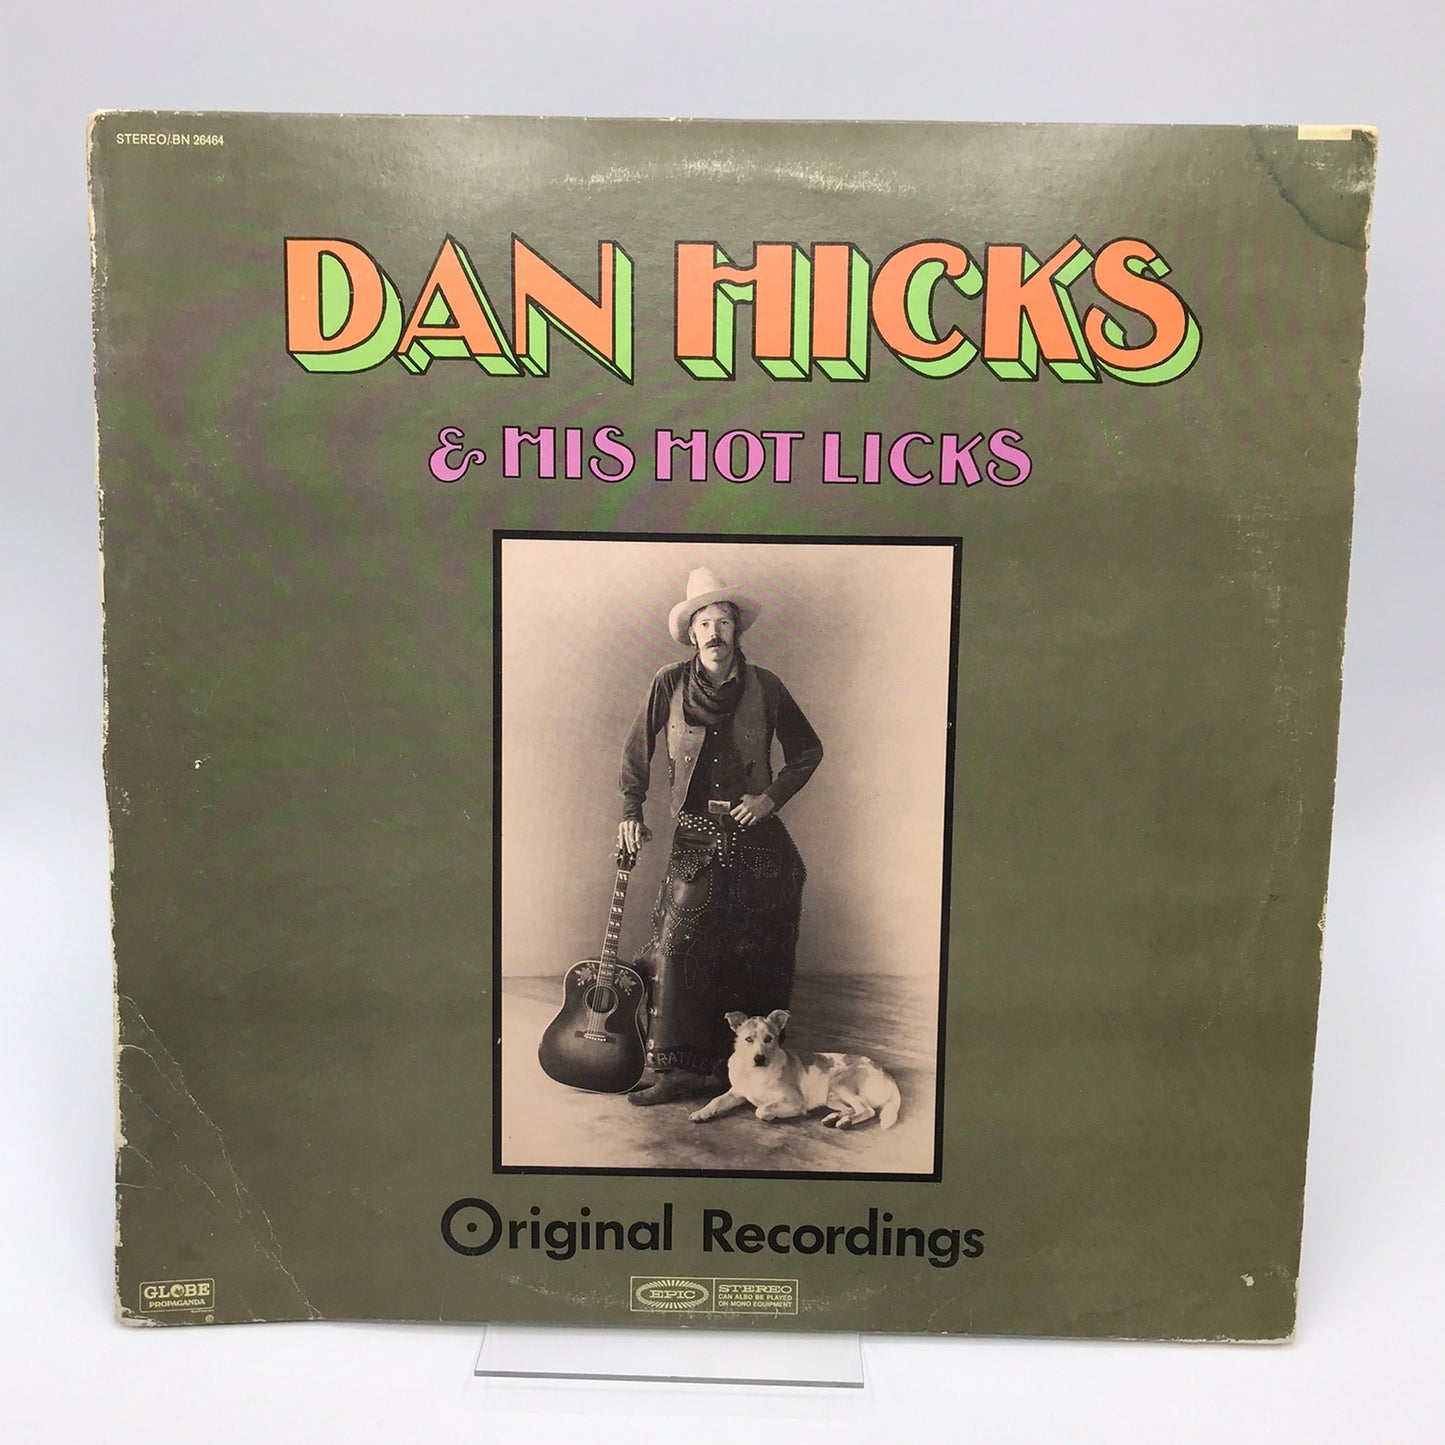 STEREO/BN 26464
DAN HICKS
& HIS HOT LICKS
RATTLES
Original Recordings
GLOBE
PROPAGANDA
EPIC
STEREO
CAN ALSO BE PLAYED
ON MONO EQUIPMENT